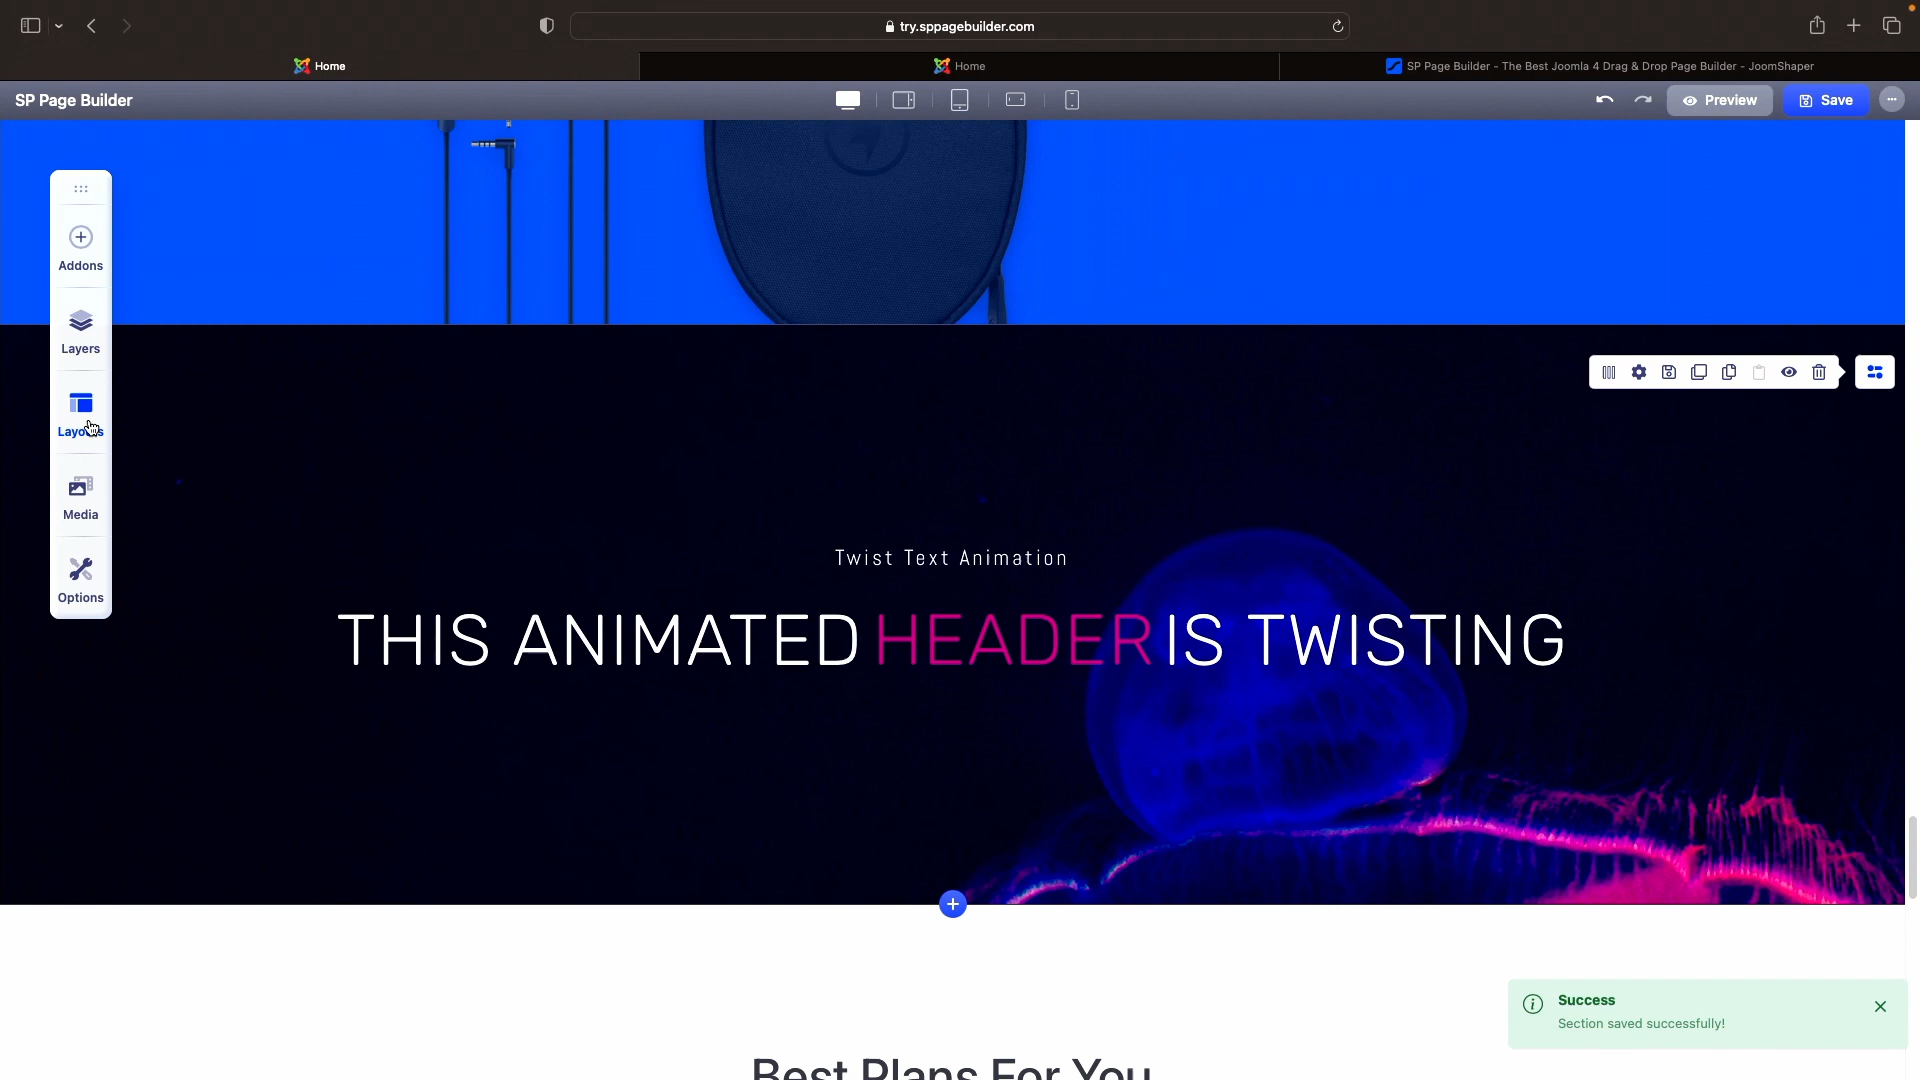 try.sppagebuilder.com
Home
Home
SP Page Builder - The Best Joomla 4 Drag & Drop Page Builder - JoomShaper
SP Page Builder
Preview
Save
Addons
Layers
Layouts
Media
Options
Twist Text Animation
THIS ANIMATED HEADER IS TWISTING
Success
Section saved successfully!
Best Plans For You